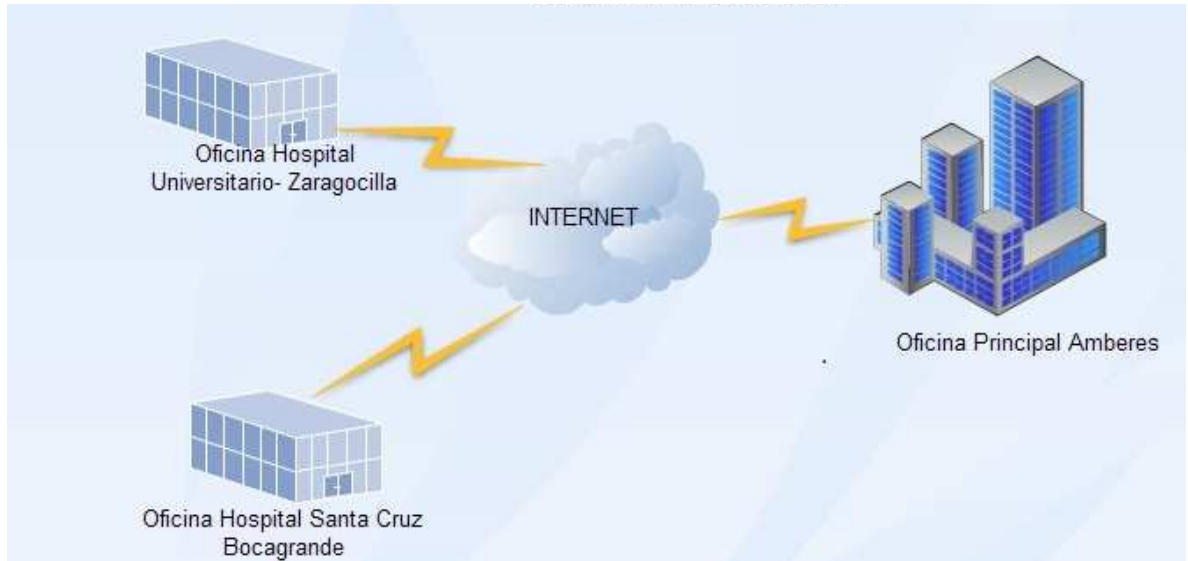 Oficina Hospital
Universitario- Zaragocilla
INTERNET
Oficina Principal Amberes
Oficina Hospital Santa Cruz
Bocagrande